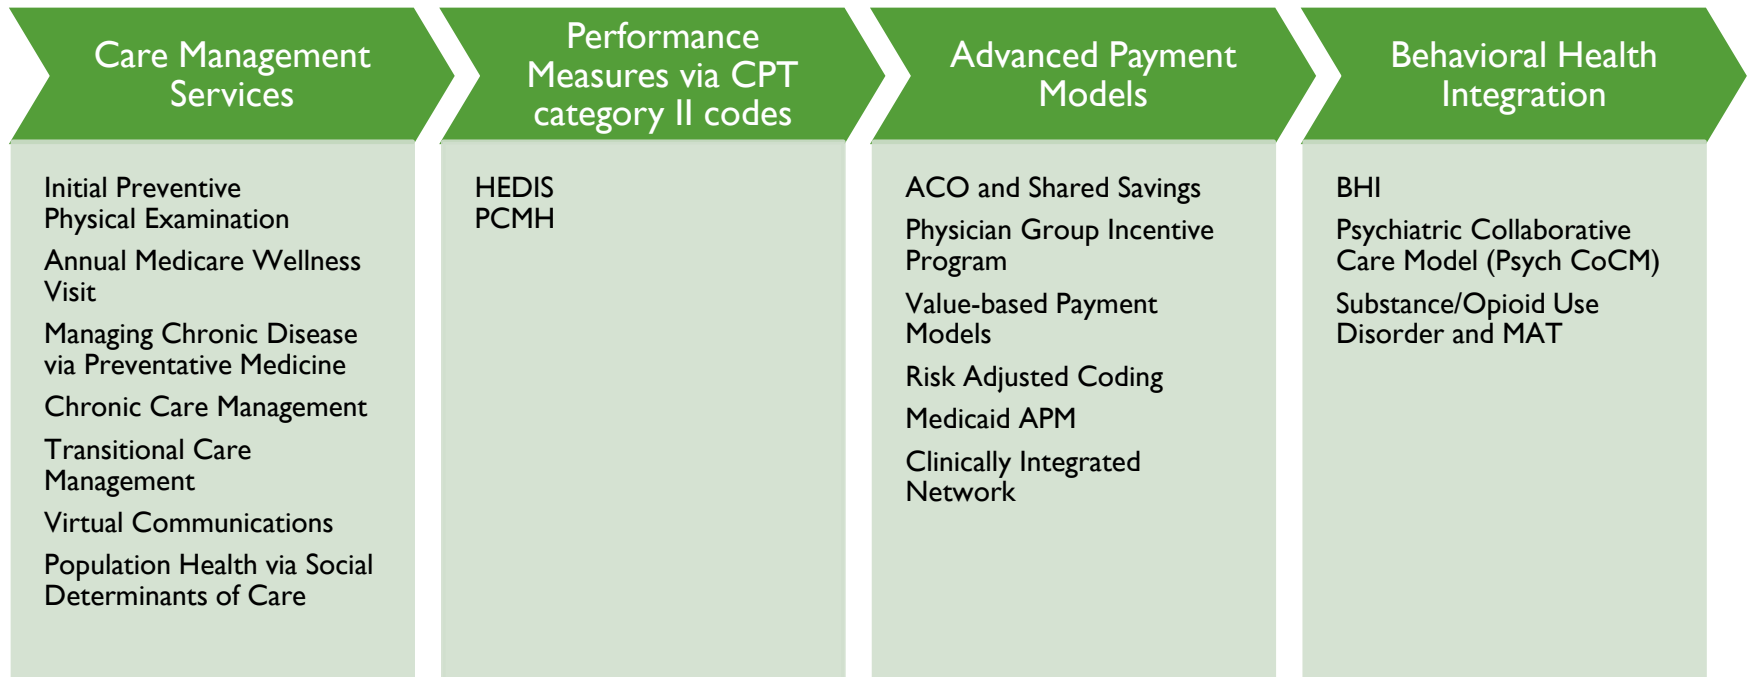 Care Management
Services
Performance
Measures via CPT
category II codes
Advanced Payment
Models
Behavioral Health
Integration
Initial Preventive
Physical Examination
Annual Medicare Wellness
Visit
Managing Chronic Disease
via Preventative Medicine
Chronic Care Management
Transitional Care
Management
Virtual Communications
Population Health via Social
Determinants of Care
HEDIS
PCMH
ACO and Shared Savings
Physician Group Incentive
Program
Value-based Payment
Models
Risk Adjusted Coding
Medicaid APM
Clinically Integrated
Network
BHI
Psychiatric Collaborative
Care Model (Psych CoCM)
Substance/Opioid Use
Disorder and MAT